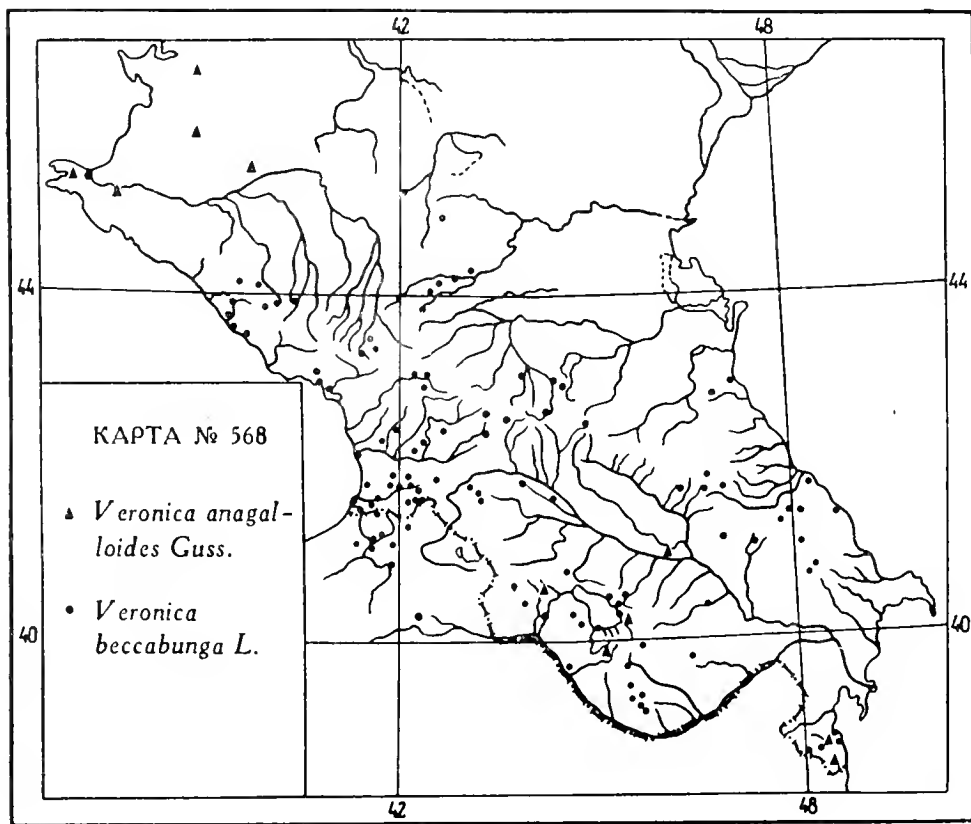 42 48
44 44
КАРТА № 568
Veronica anagal-
loides Guss.
Veronica
beccabunga L.
40 40
42 48